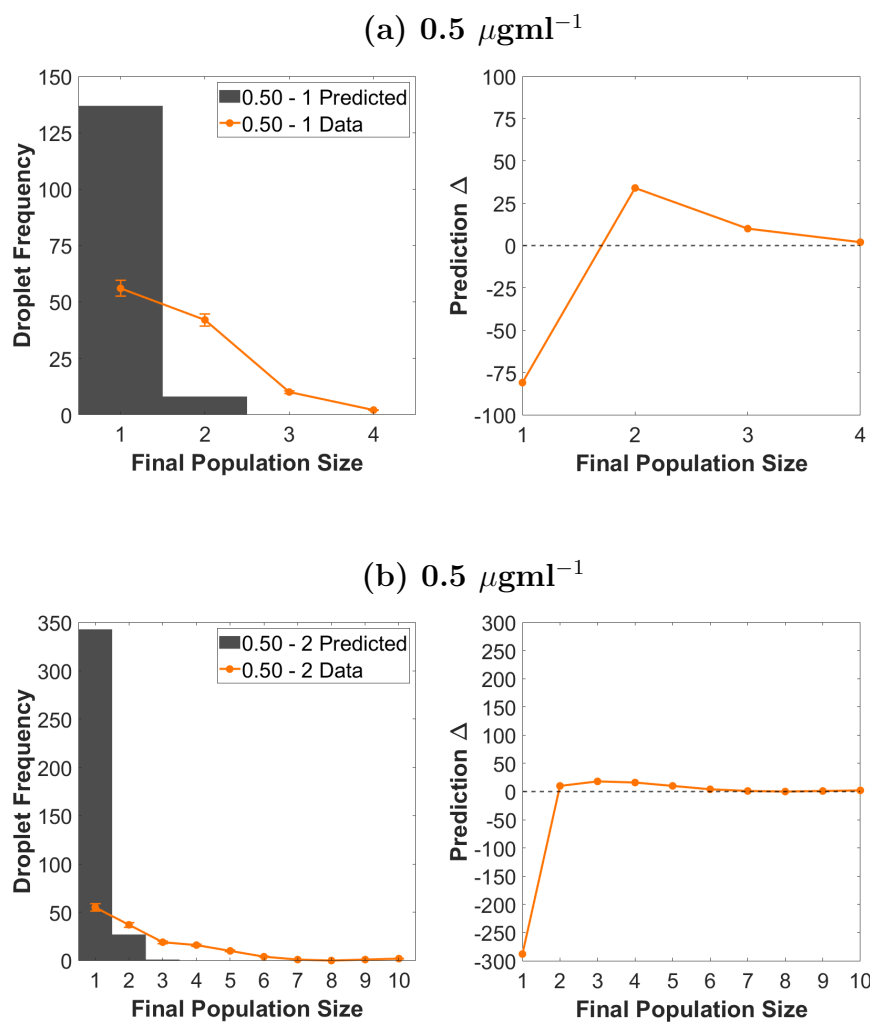 (a) 0.5 μgml⁻¹
150
125
100
75
50
25
0
Droplet Frequency
0.50 - 1 Predicted
0.50 - 1 Data
1 2 3 4
Final Population Size
100
75
50
25
0
-25
-50
-75
-100
Prediction Δ
1 2 3 4
Final Population Size
(b) 0.5 μgml⁻¹
350
300
250
200
150
100
50
0
Droplet Frequency
0.50 - 2 Predicted
0.50 - 2 Data
1 2 3 4 5 6 7 8 9 10
Final Population Size
300
250
200
150
100
50
0
-50
-100
-150
-200
-250
-300
Prediction Δ
1 2 3 4 5 6 7 8 9 10
Final Population Size